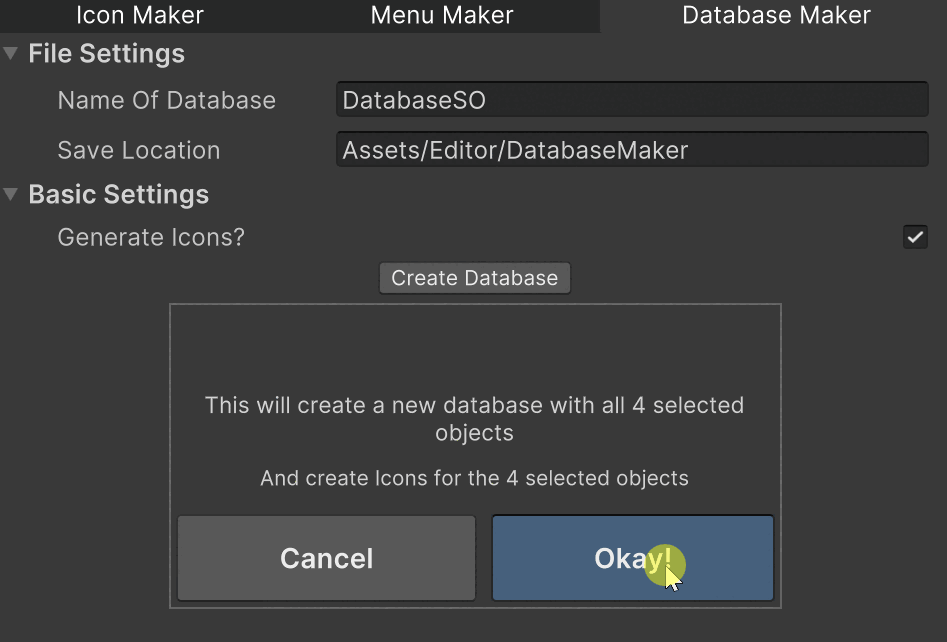 Icon Maker
Menu Maker
Database Maker
File Settings
Name Of Database
DatabaseSO
Save Location
Assets/Editor/DatabaseMaker
Basic Settings
Generate Icons?
Create Database
This will create a new database with all 4 selected
objects
And create Icons for the 4 selected objects
Cancel
Okay!